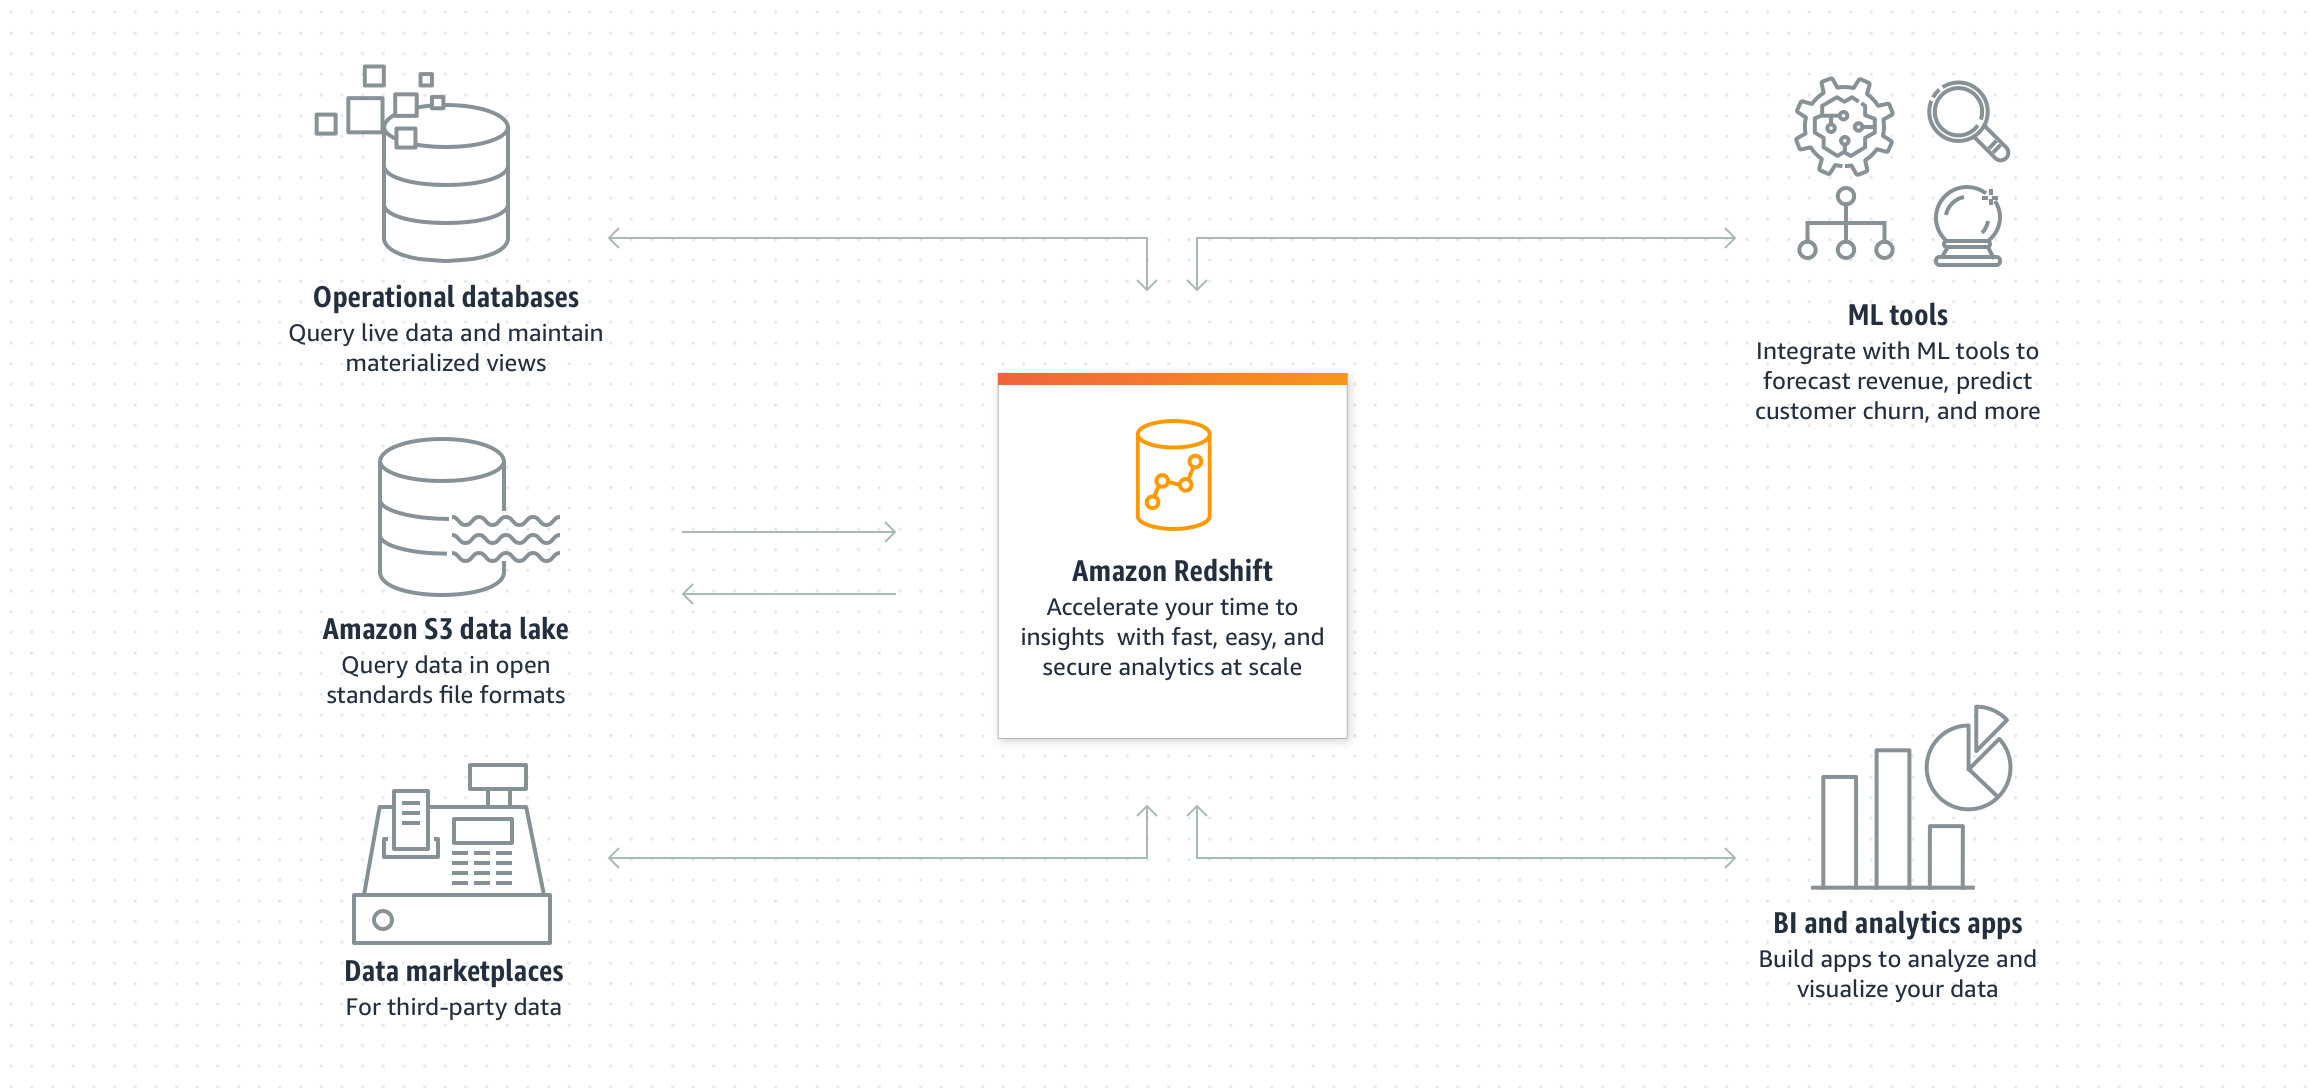 Operational databases
Query live data and maintain
materialized views
Amazon S3 data lake
Query data in open
standards file formats
Data marketplaces
For third-party data
Amazon Redshift
Accelerate your time to
insights  with fast, easy, and
secure analytics at scale
ML tools
Integrate with ML tools to
forecast revenue, predict
customer churn, and more
BI and analytics apps
Build apps to analyze and
visualize your data